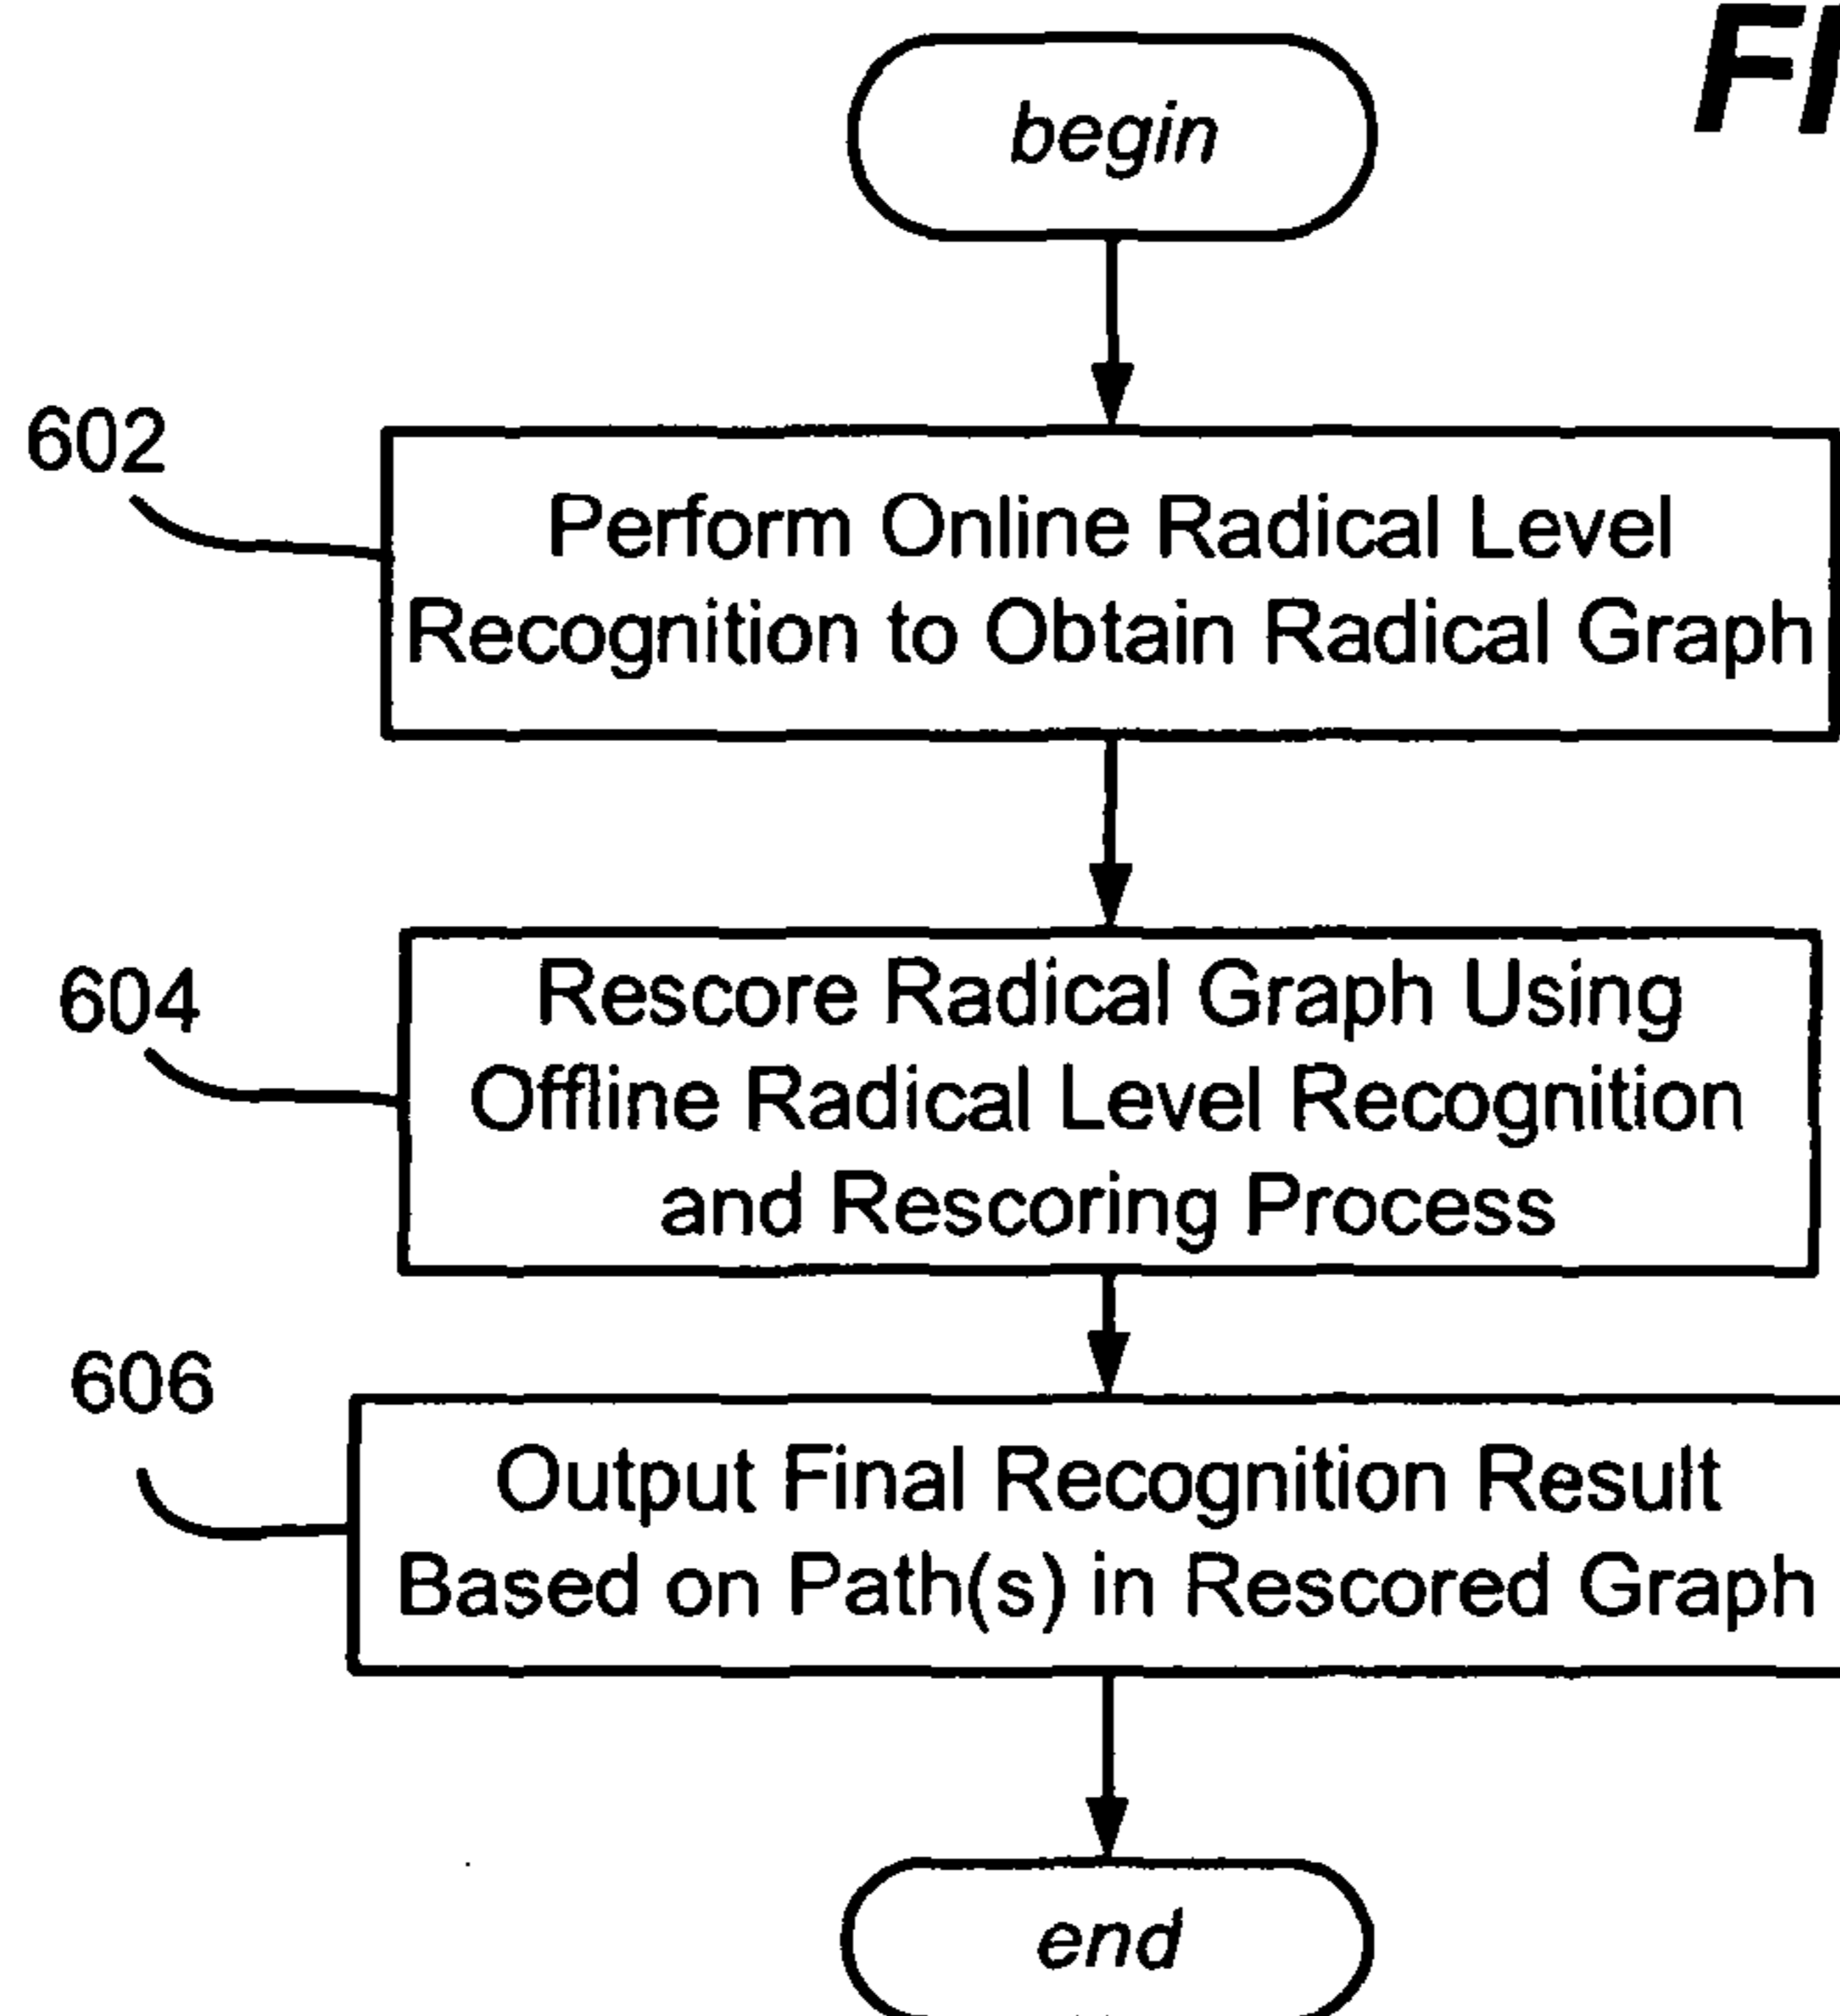 begin
602
Perform Online Radical Level
Recognition to Obtain Radical Graph
604
Rescore Radical Graph Using
Offline Radical Level Recognition
and Rescoring Process
606
Output Final Recognition Result
Based on Path(s) in Rescored Graph
end